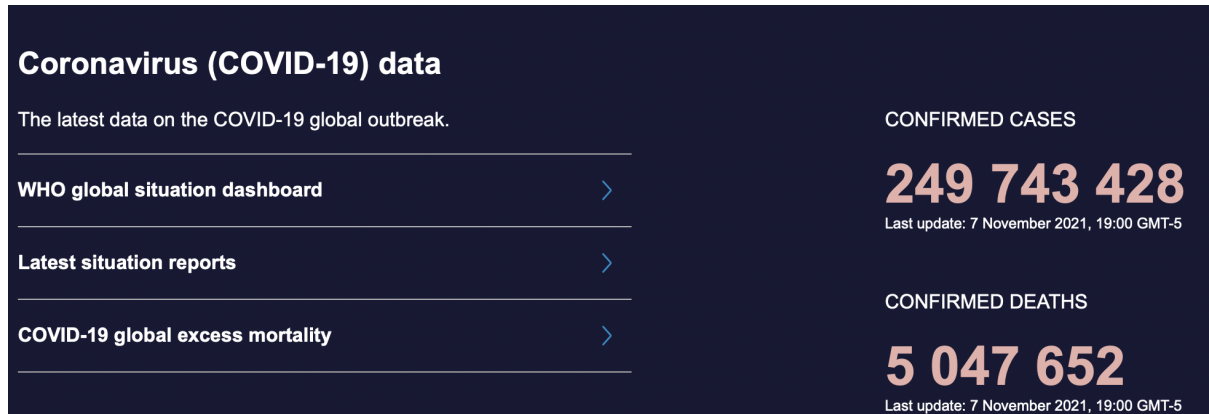 Coronavirus (COVID-19) data
The latest data on the COVID-19 global outbreak.
WHO global situation dashboard
Latest situation reports
COVID-19 global excess mortality
CONFIRMED CASES
249 743 428
Last update: 7 November 2021, 19:00 GMT-5
CONFIRMED DEATHS
5 047 652
Last update: 7 November 2021, 19:00 GMT-5